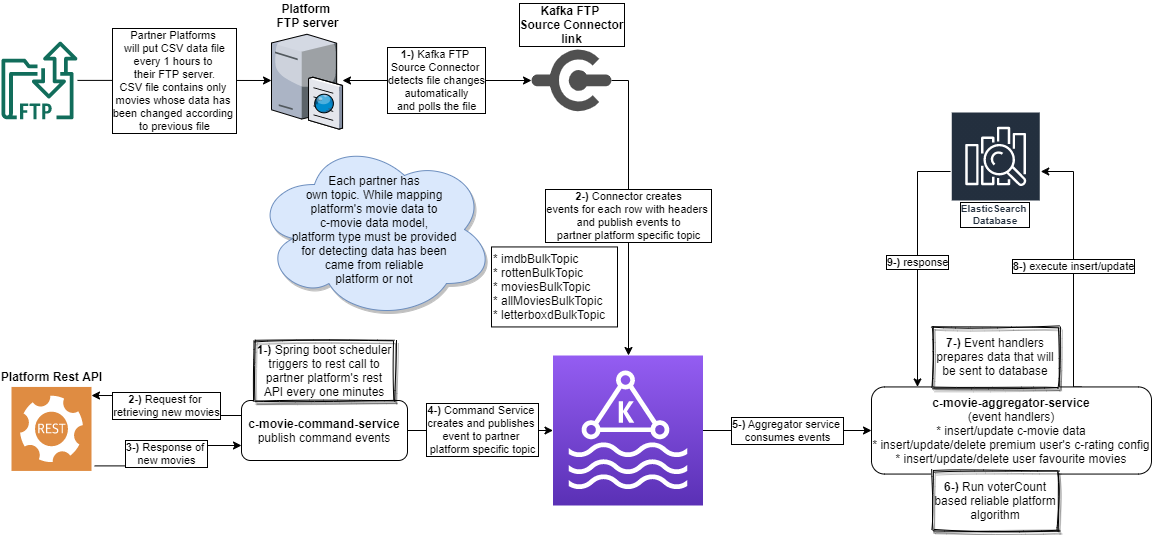 Platform
FTP server
Kafka FTP
Source Connector
link
Partner Platforms
will put CSV data file
every 1 hours to
their FTP server.
CSV file contains only
movies whose data has
been changed according
to previous file
FTP
1-) Kafka FTP
Source Connector
detects file changes
automatically
and polls the file
Each partner has
own topic. While mapping
platform's movie data to
c-movie data model,
platform type must be provided
for detecting data has been
came from reliable
platform or not
2-) Connector creates
events for each row with headers
and publish events to
partner platform specific topic
* imdbBulkTopic
* rottenBulkTopic
* moviesBulkTopic
* allMoviesBulkTopic
* letterboxdBulkTopic
ElasticSearch
Database
9-) response
8-) execute insert/update
Platform Rest API
REST
1-) Spring boot scheduler
triggers to rest call to
partner platform's rest
API every one minutes
2-) Request for
retrieving new movies
3-) Response of
new movies
c-movie-command-service
publish command events
4-) Command Service
creates and publishes
event to partner
platform specific topic
K
5-) Aggregator service
consumes events
7-) Event handlers
prepares data that will
be sent to database
c-movie-aggregator-service
(event handlers)
* insert/update c-movie data
* insert/update/delete premium user's c-rating config
* insert/update/delete user favourite movies
6-) Run voterCount
based reliable platform
algorithm